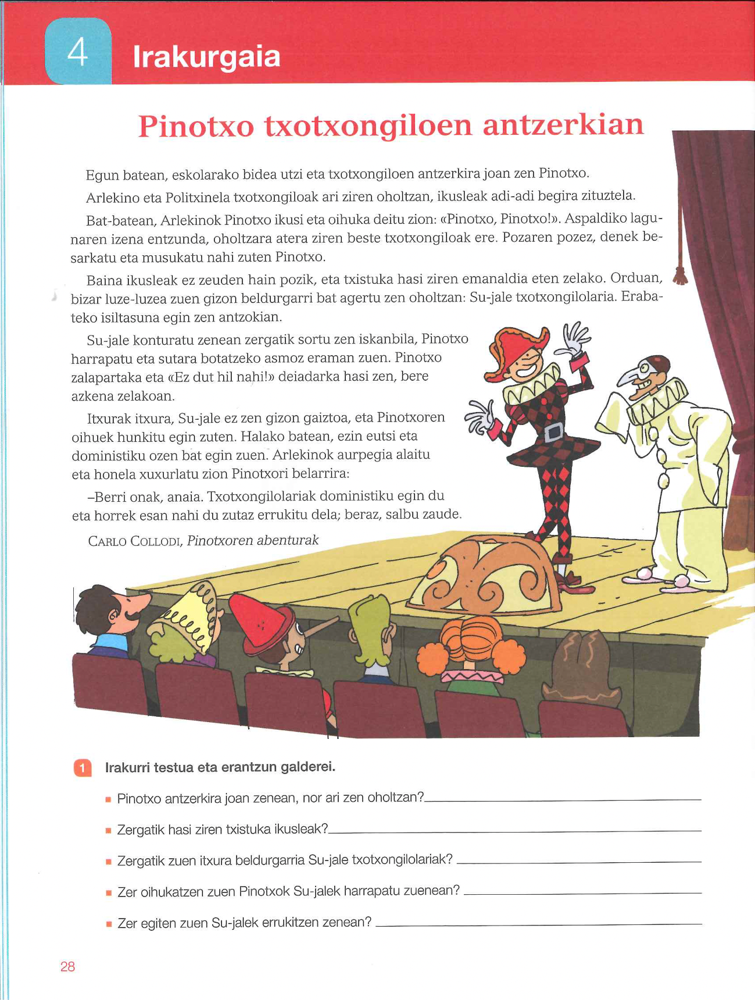 4
Irakurgaia
Pinotxo txotxongiloen antzerkian
Egun batean, eskolarako bidea utzi eta txotxongiloen antzerkira joan zen Pinotxo.
Arlekino eta Politxinela txotxongiloak ari ziren oholtzan, ikusleak adi-adi begira zituztela.
Bat-batean, Arlekinok Pinotxo ikusi eta oihuka deitu zion: «Pinotxo, Pinotxo!». Aspaldiko lagu-
naren izena entzunda, oholtzara atera ziren beste txotxongiloak ere. Pozaren pozez, denek be-
sarkatu eta musukatu nahi zuten Pinotxo.
Baina ikusleak ez zeuden hain pozik, eta txistuka hasi ziren emanaldia eten zelako. Orduan,
bizar luze-luzea zuen gizon beldurgarri bat agertu zen oholtzan: Su-jale txotxongilolaria. Eraba-
teko isiltasuna egin zen antzokian.
Su-jale konturatu zenean zergatik sortu zen iskanbila, Pinotxo
harrapatu eta sutara botatzeko asmoz eraman zuen. Pinotxo
zalapartaka eta «Ez dut hil nahi!» deiadarka hasi zen, bere
azkena zelakoan.
Itxurak itxura, Su-jale ez zen gizon gaiztoa, eta Pinotxoren
oihuek hunkitu egin zuten. Halako batean, ezin eutsi eta
doministiku ozen bat egin zuen. Arlekinok aurpegia alaitu
eta honela xuxurlatu zion Pinotxori belarrira:
–Berri onak, anaia. Txotxongilolariak doministiku egin du
eta horrek esan nahi du zutaz errukitu dela; beraz, salbu zaude.
CARLO COLLODI, Pinotxoren abenturak
1 Irakurri testua eta erantzun galderei.
▪ Pinotxo antzerkira joan zenean, nor ari zen oholtzan?
▪ Zergatik hasi ziren txistuka ikusleak?
▪ Zergatik zuen itxura beldurgarria Su-jale txotxongilolariak?
▪ Zer oihukatzen zuen Pinotxok Su-jalek harrapatu zuenean?
▪ Zer egiten zuen Su-jalek errukitzen zenean?
28